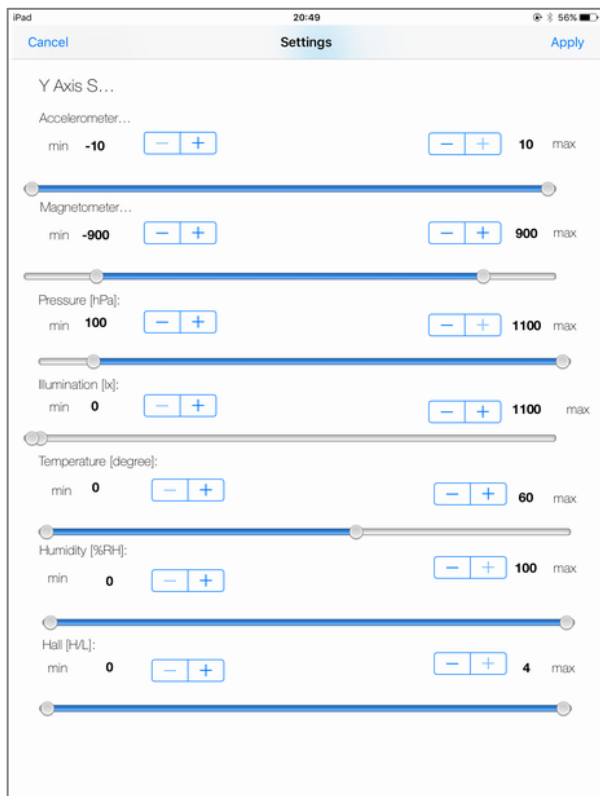 iPad 20:49 56%
Cancel Settings Apply
Y Axis S...
Accelerometer...
min -10 − + − + 10 max
Magnetometer...
min -900 − + − + 900 max
Pressure [hPa]:
min 100 − + − + 1100 max
Illumination [lx]:
min 0 − + − + 1100 max
Temperature [degree]:
min 0 − + − + 60 max
Humidity [%RH]:
min 0 − + − + 100 max
Hall [H/L]:
min 0 − + − + 4 max